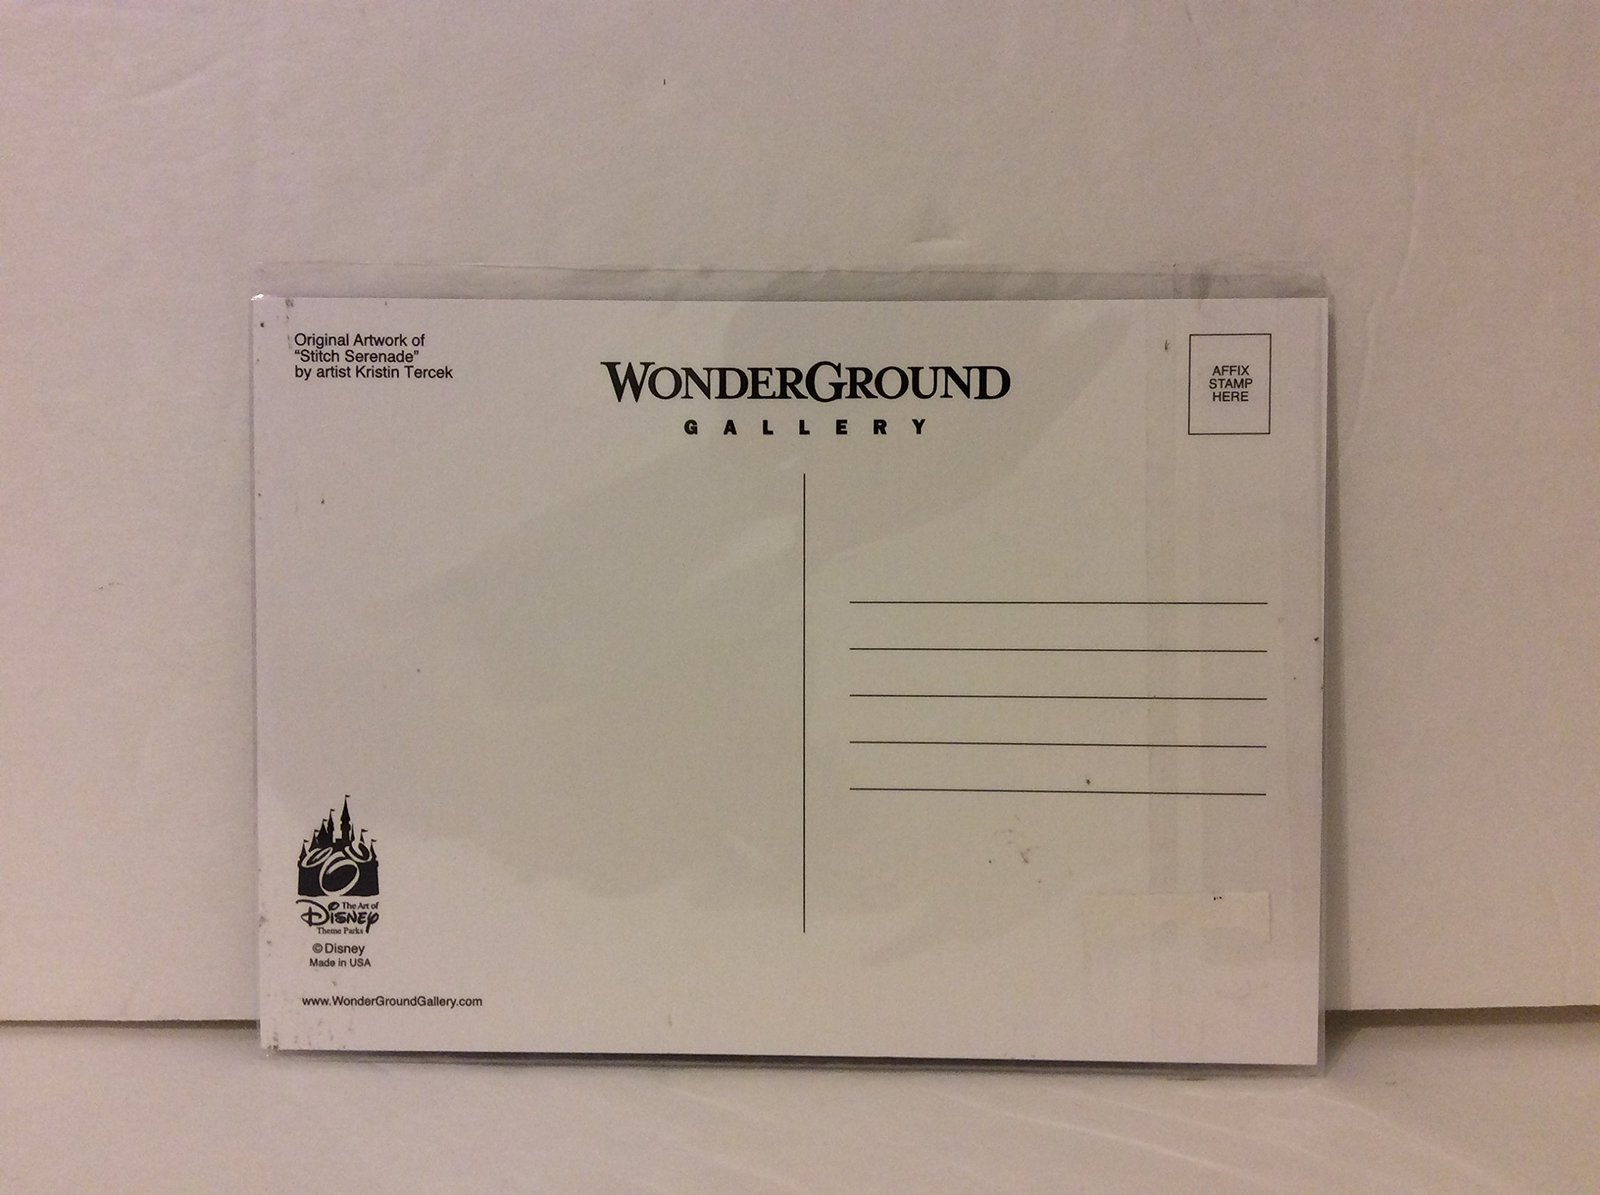 Original Artwork of
“Stitch Serenade”
by artist Kristin Tercek
WONDERGROUND
GALLERY
AFFIX
STAMP
HERE
The Art of
Disney
Theme Parks
© Disney
Made in USA
www.WonderGroundGallery.com